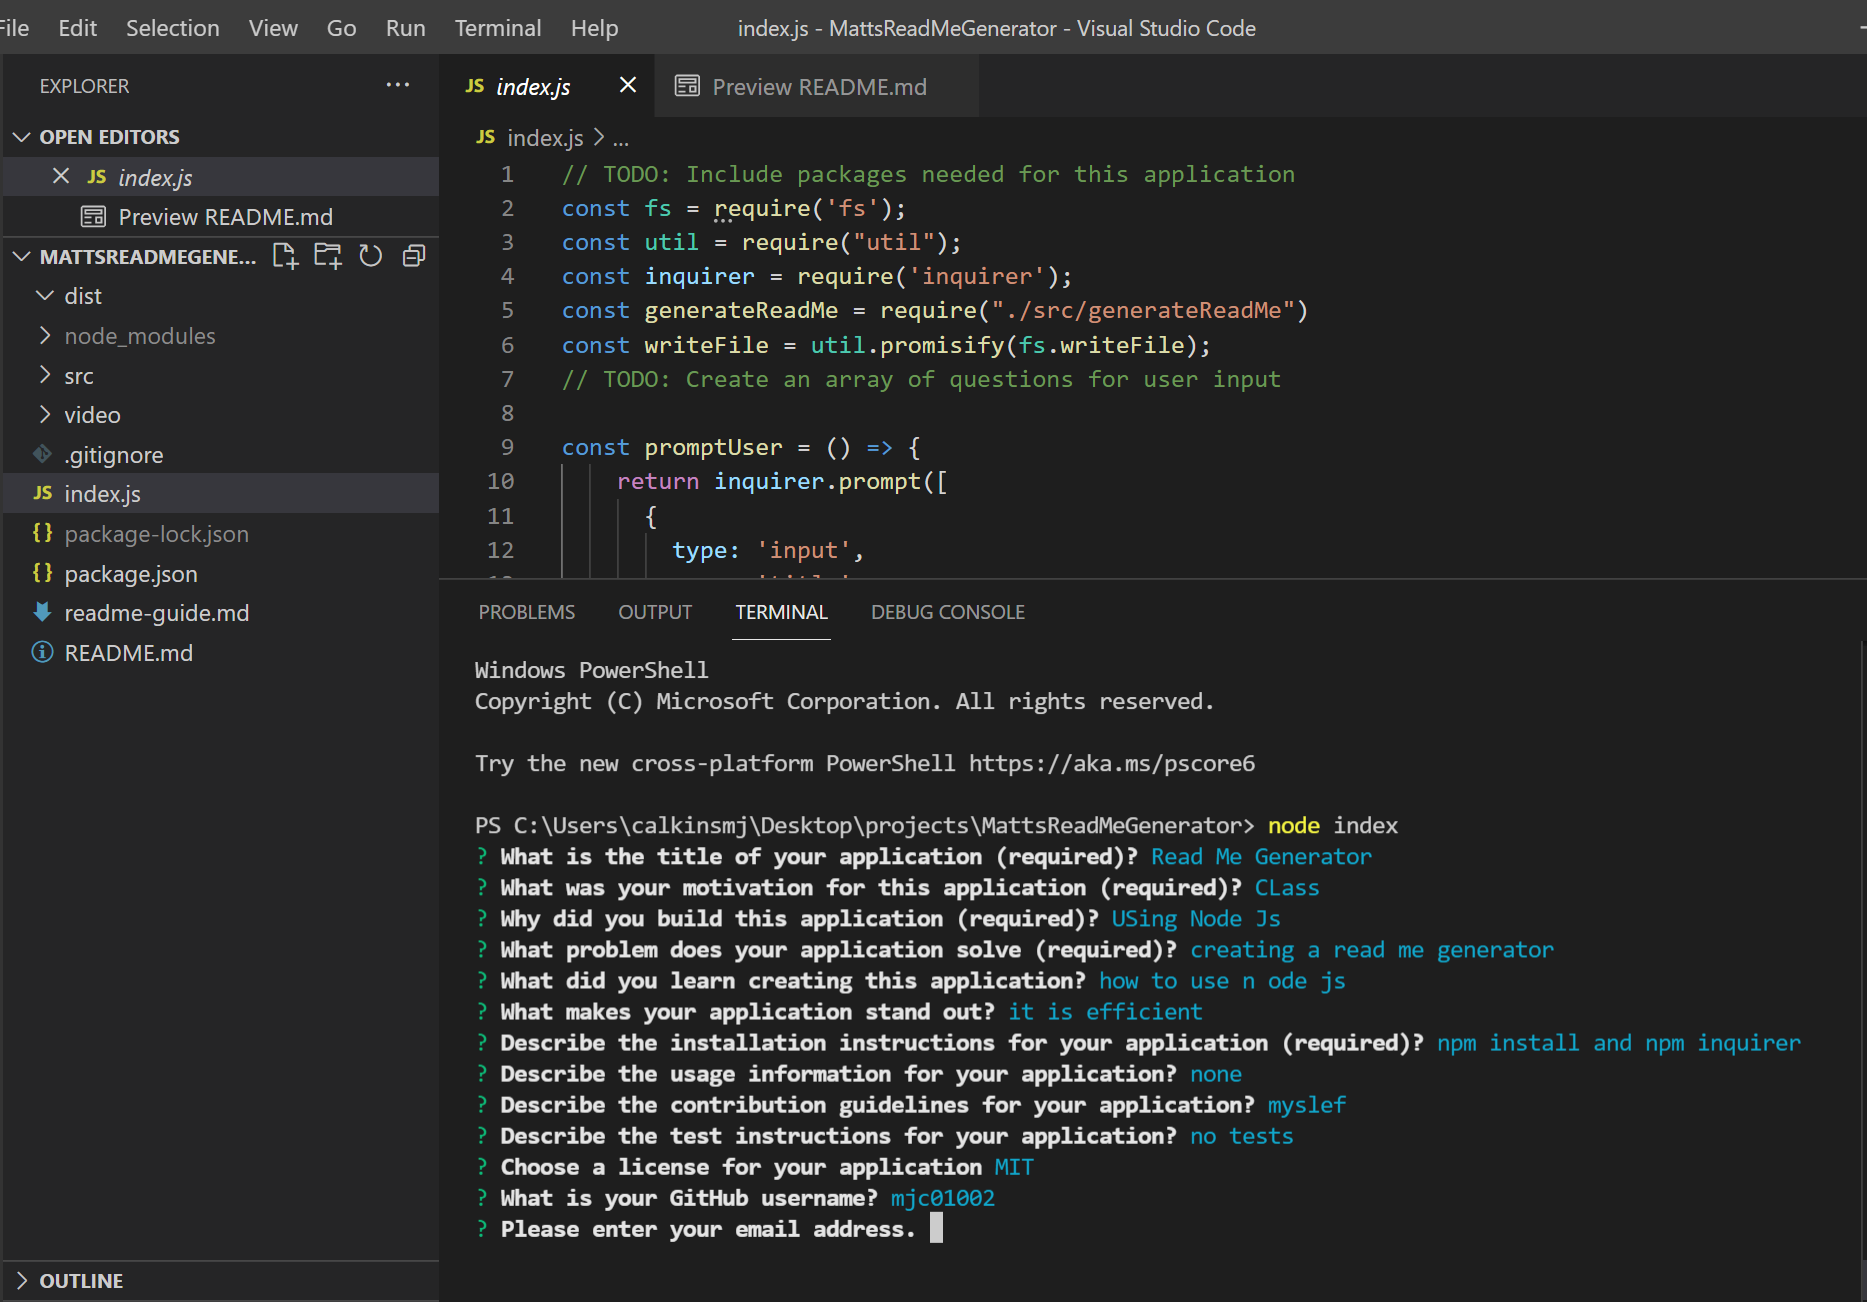 File Edit Selection View Go Run Terminal Help index.js - MattsReadMeGenerator - Visual Studio Code
EXPLORER ...
OPEN EDITORS
JS index.js
Preview README.md
MATTSREADMEGENE...
dist
node_modules
src
video
.gitignore
JS index.js
{} package-lock.json
{} package.json
readme-guide.md
README.md
OUTLINE
JS index.js Preview README.md
JS index.js > ...
1 // TODO: Include packages needed for this application
2 const fs = require('fs');
3 const util = require("util");
4 const inquirer = require('inquirer');
5 const generateReadMe = require("./src/generateReadMe")
6 const writeFile = util.promisify(fs.writeFile);
7 // TODO: Create an array of questions for user input
8
9 const promptUser = () => {
10 return inquirer.prompt([
11 {
12 type: 'input',
PROBLEMS OUTPUT TERMINAL DEBUG CONSOLE
Windows PowerShell
Copyright (C) Microsoft Corporation. All rights reserved.
Try the new cross-platform PowerShell https://aka.ms/pscore6
PS C:\Users\calkinsmj\Desktop\projects\MattsReadMeGenerator> node index
? What is the title of your application (required)? Read Me Generator
? What was your motivation for this application (required)? CLass
? Why did you build this application (required)? USing Node Js
? What problem does your application solve (required)? creating a read me generator
? What did you learn creating this application? how to use n ode js
? What makes your application stand out? it is efficient
? Describe the installation instructions for your application (required)? npm install and npm inquirer
? Describe the usage information for your application? none
? Describe the contribution guidelines for your application? myslef
? Describe the test instructions for your application? no tests
? Choose a license for your application MIT
? What is your GitHub username? mjc01002
? Please enter your email address.